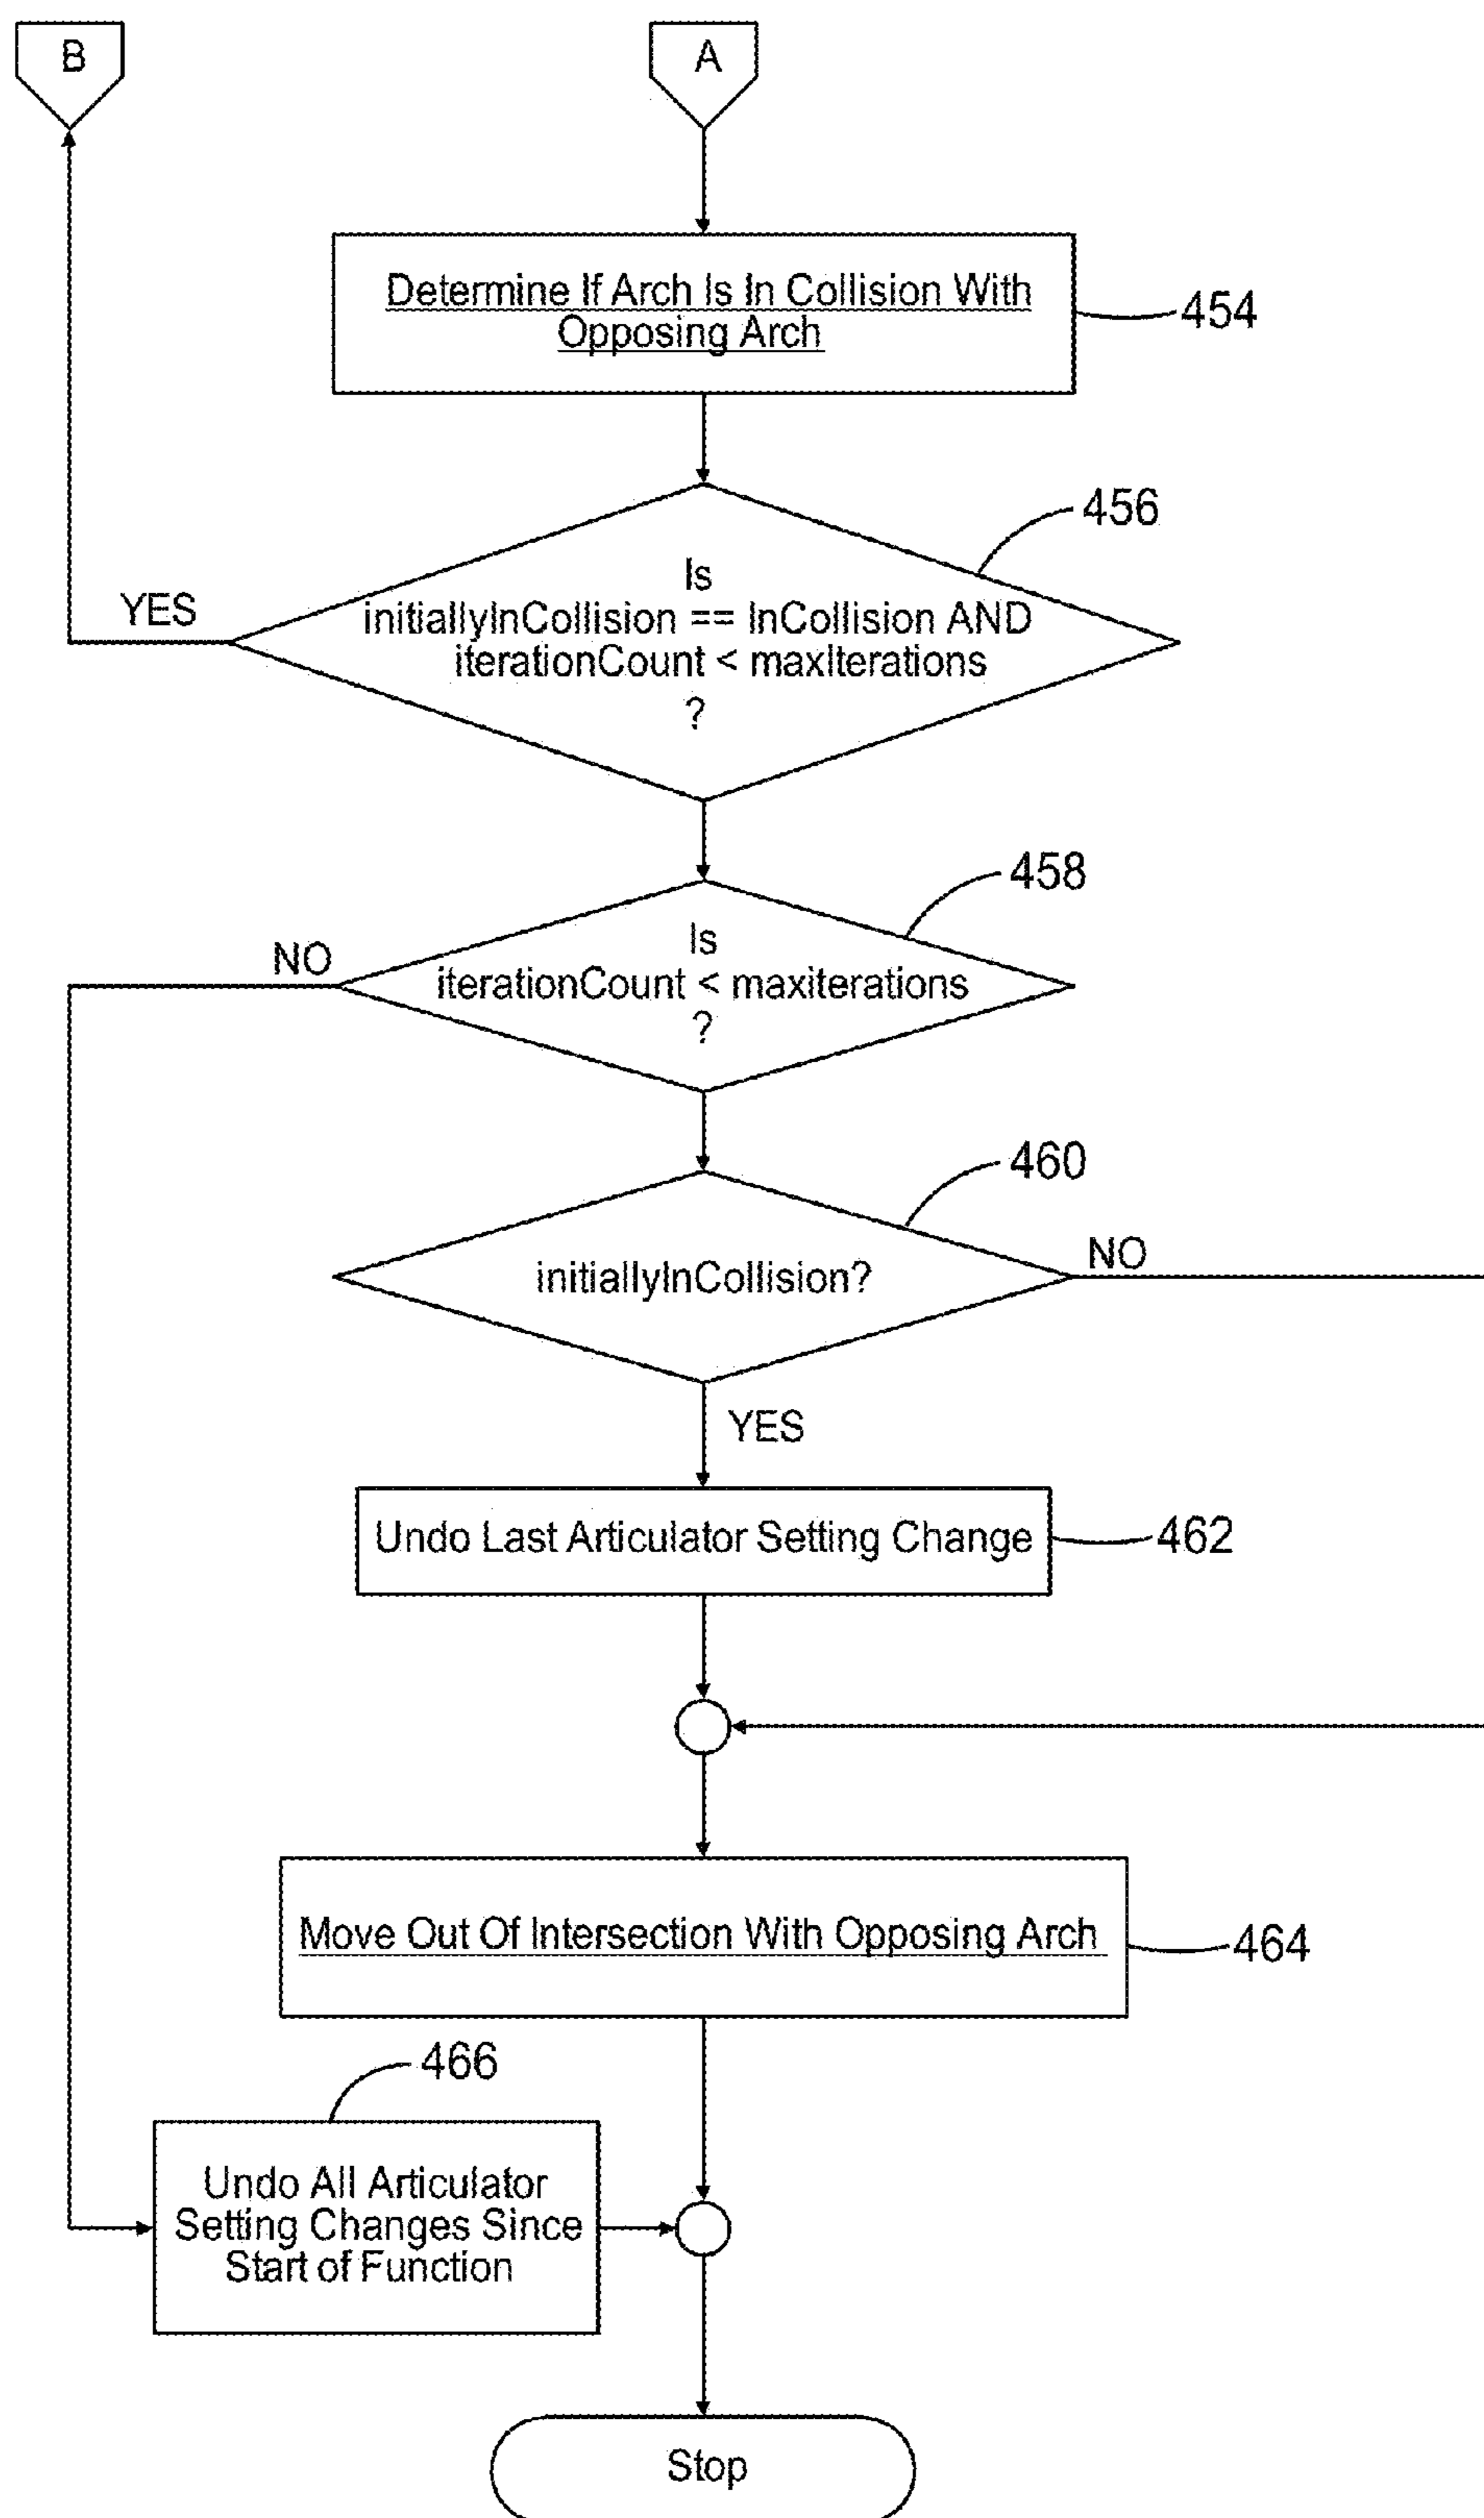 B
A
Determine If Arch Is In Collision With
Opposing Arch
454
456
Is
initiallyInCollision == InCollision AND
iterationCount < maxIterations
?
YES
458
Is
iterationCount < maxiterations
?
NO
460
initiallyInCollision?
NO
YES
Undo Last Articulator Setting Change
462
Move Out Of Intersection With Opposing Arch
464
466
Undo All Articulator
Setting Changes Since
Start of Function
Stop